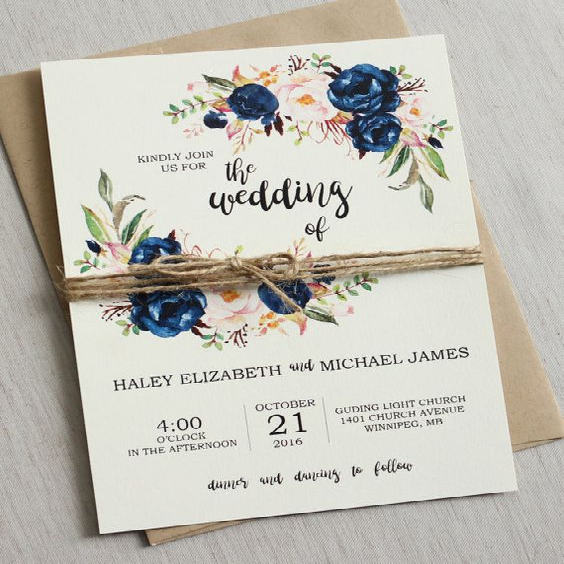 KINDLY JOIN
US FOR
the
wedding
of
HALEY ELIZABETH and MICHAEL JAMES
4:00
O'CLOCK
IN THE AFTERNOON
OCTOBER
21
2016
GUDING LIGHT CHURCH
1401 CHURCH AVENUE
WINNIPEG, MB
dinner and dancing to follow